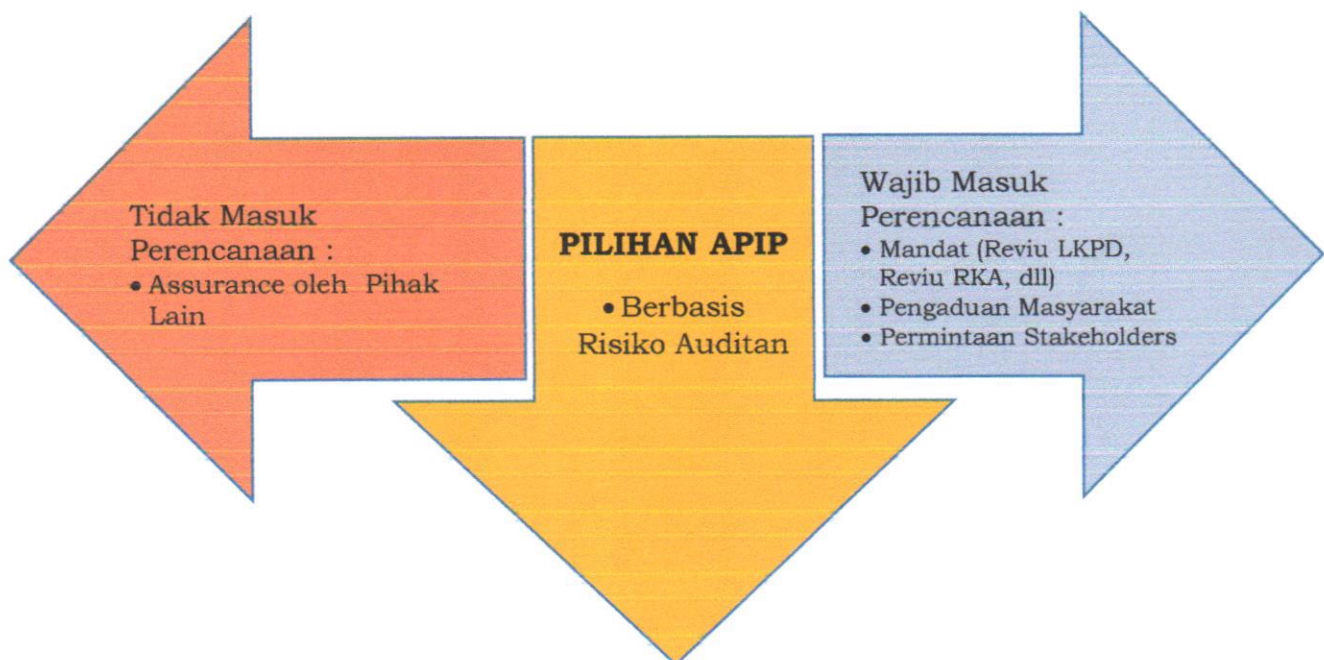 Tidak Masuk
Perencanaan :
• Assurance oleh Pihak
Lain
PILIHAN APIP
• Berbasis
Risiko Auditan
Wajib Masuk
Perencanaan :
• Mandat (Reviu LKPD,
Reviu RKA, dll)
• Pengaduan Masyarakat
• Permintaan Stakeholders